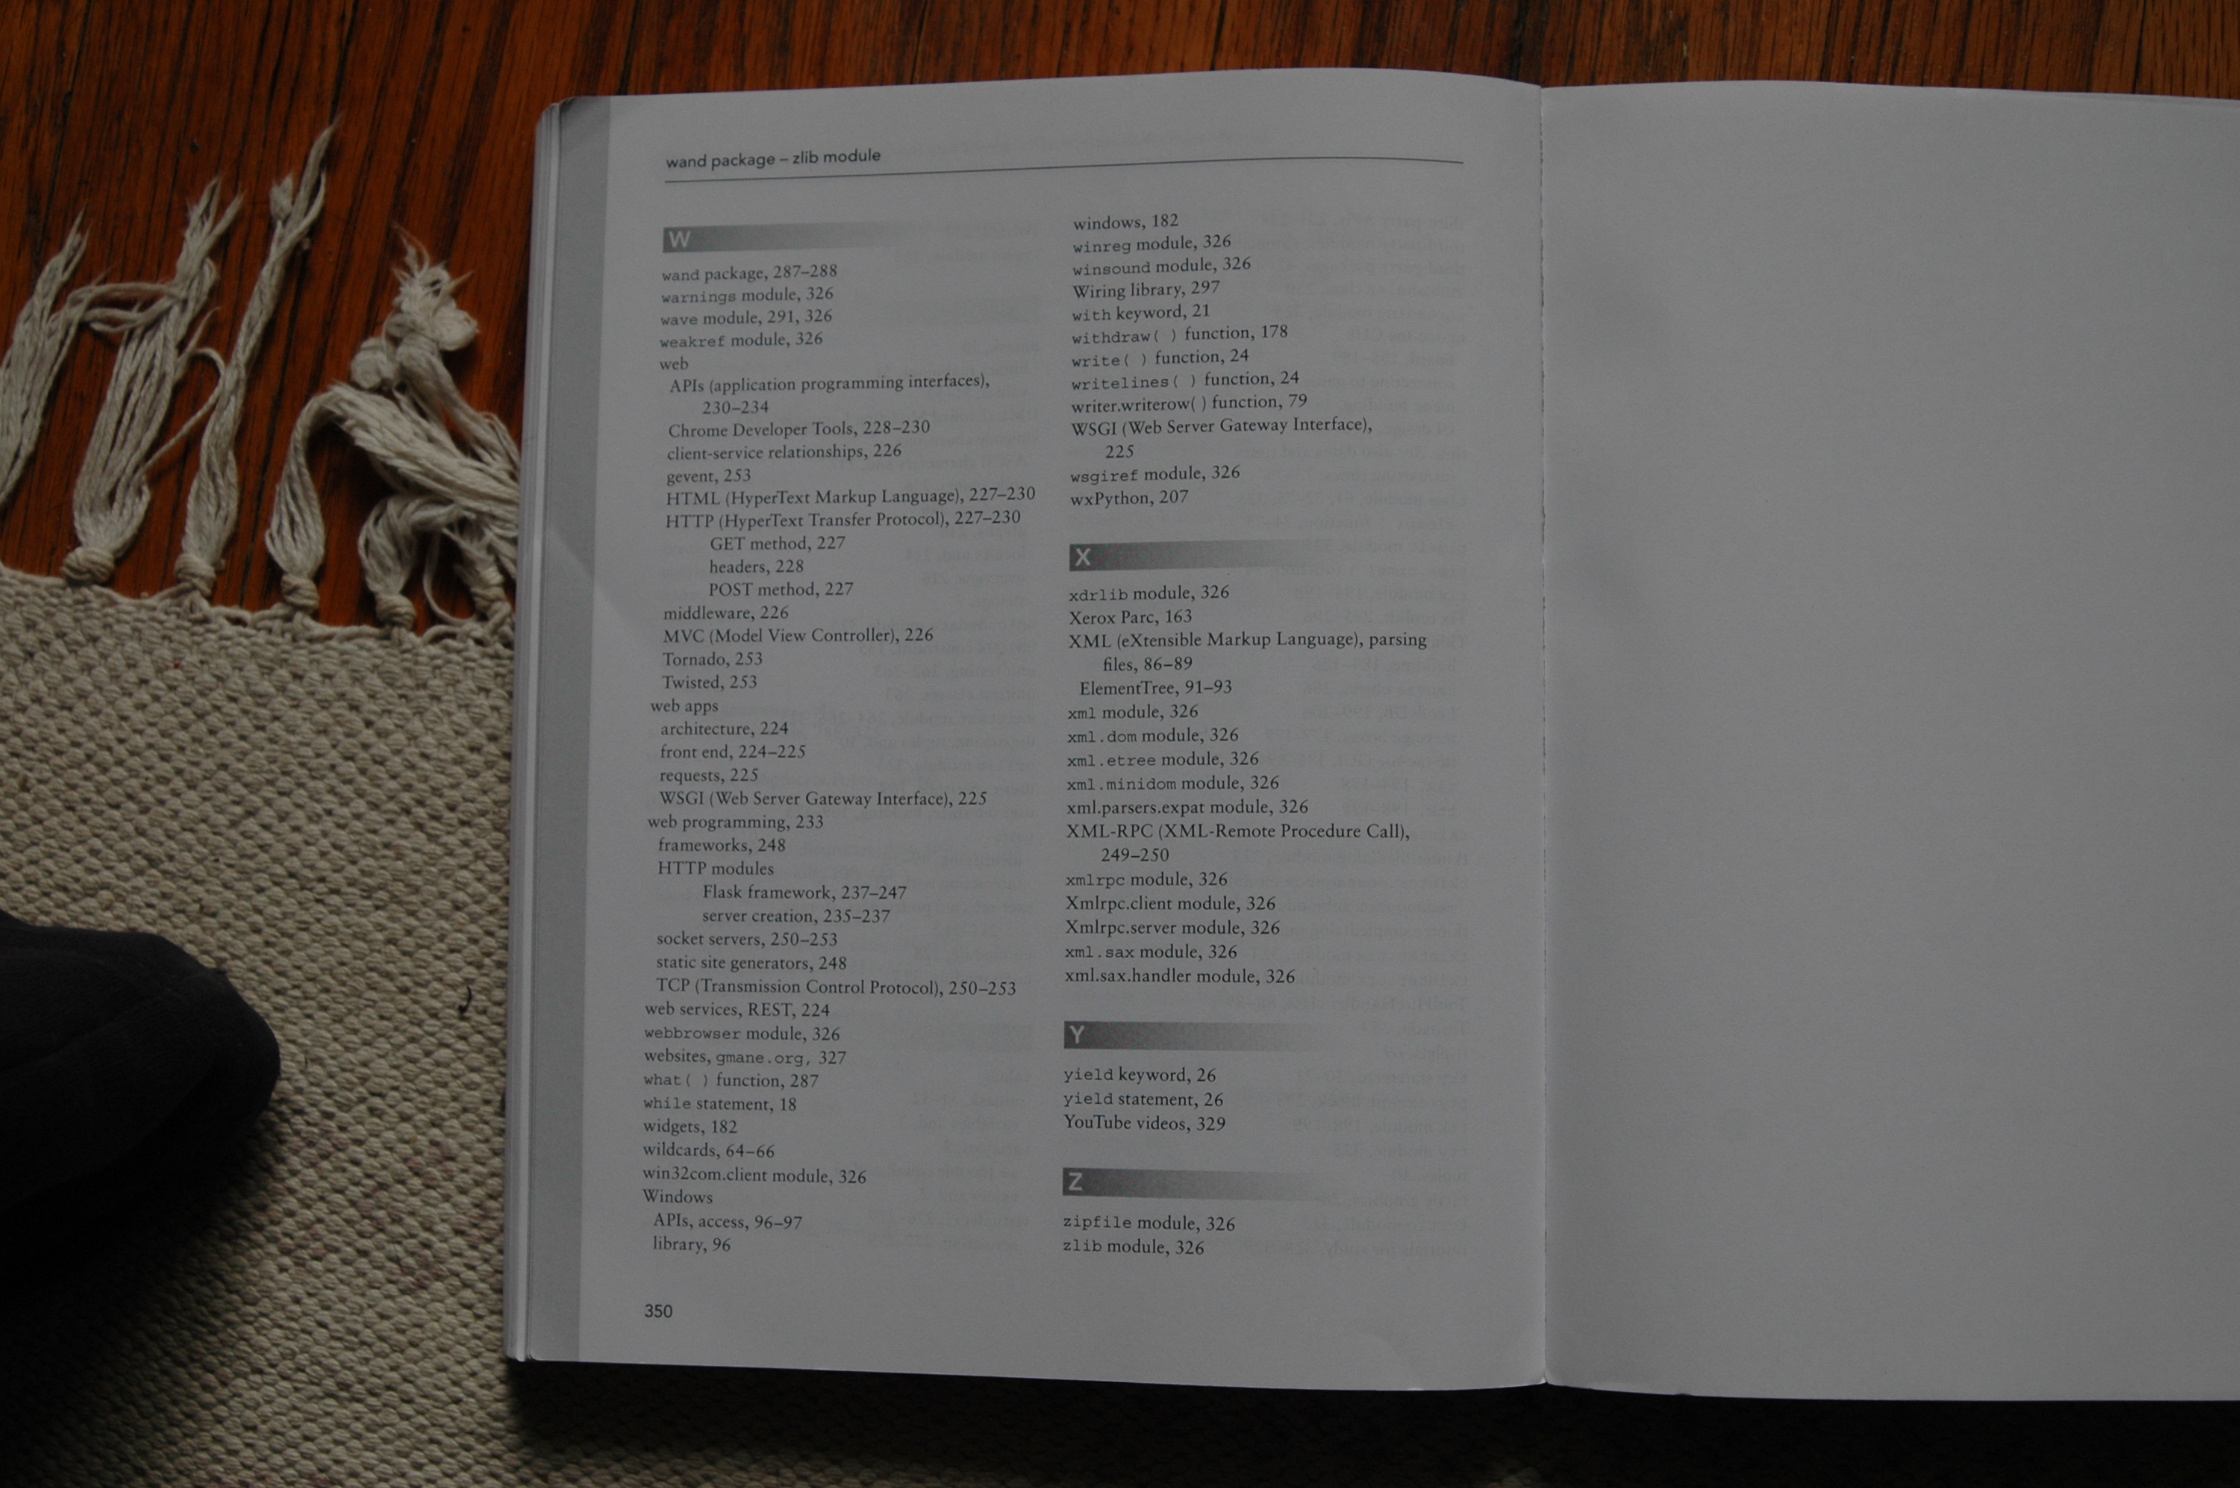 wand package – zlib module
W
wand package, 287–288
warnings module, 326
wave module, 291, 326
weakref module, 326
web
APIs (application programming interfaces),
230–234
Chrome Developer Tools, 228–230
client-service relationships, 226
gevent, 253
HTML (HyperText Markup Language), 227–230
HTTP (HyperText Transfer Protocol), 227–230
GET method, 227
headers, 228
POST method, 227
middleware, 226
MVC (Model View Controller), 226
Tornado, 253
Twisted, 253
web apps
architecture, 224
front end, 224–225
requests, 225
WSGI (Web Server Gateway Interface), 225
web programming, 233
frameworks, 248
HTTP modules
Flask framework, 237–247
server creation, 235–237
socket servers, 250–253
static site generators, 248
TCP (Transmission Control Protocol), 250–253
web services, REST, 224
webbrowser module, 326
websites, gmane.org, 327
what( ) function, 287
while statement, 18
widgets, 182
wildcards, 64–66
win32com.client module, 326
Windows
APIs, access, 96–97
library, 96
windows, 182
winreg module, 326
winsound module, 326
Wiring library, 297
with keyword, 21
withdraw( ) function, 178
write( ) function, 24
writelines( ) function, 24
writer.writerow( ) function, 79
WSGI (Web Server Gateway Interface),
225
wsgiref module, 326
wxPython, 207
X
xdrlib module, 326
Xerox Parc, 163
XML (eXtensible Markup Language), parsing
files, 86–89
ElementTree, 91–93
xml module, 326
xml.dom module, 326
xml.etree module, 326
xml.minidom module, 326
xml.parsers.expat module, 326
XML-RPC (XML-Remote Procedure Call),
249–250
xmlrpc module, 326
Xmlrpc.client module, 326
Xmlrpc.server module, 326
xml.sax module, 326
xml.sax.handler module, 326
Y
yield keyword, 26
yield statement, 26
YouTube videos, 329
Z
zipfile module, 326
zlib module, 326
350